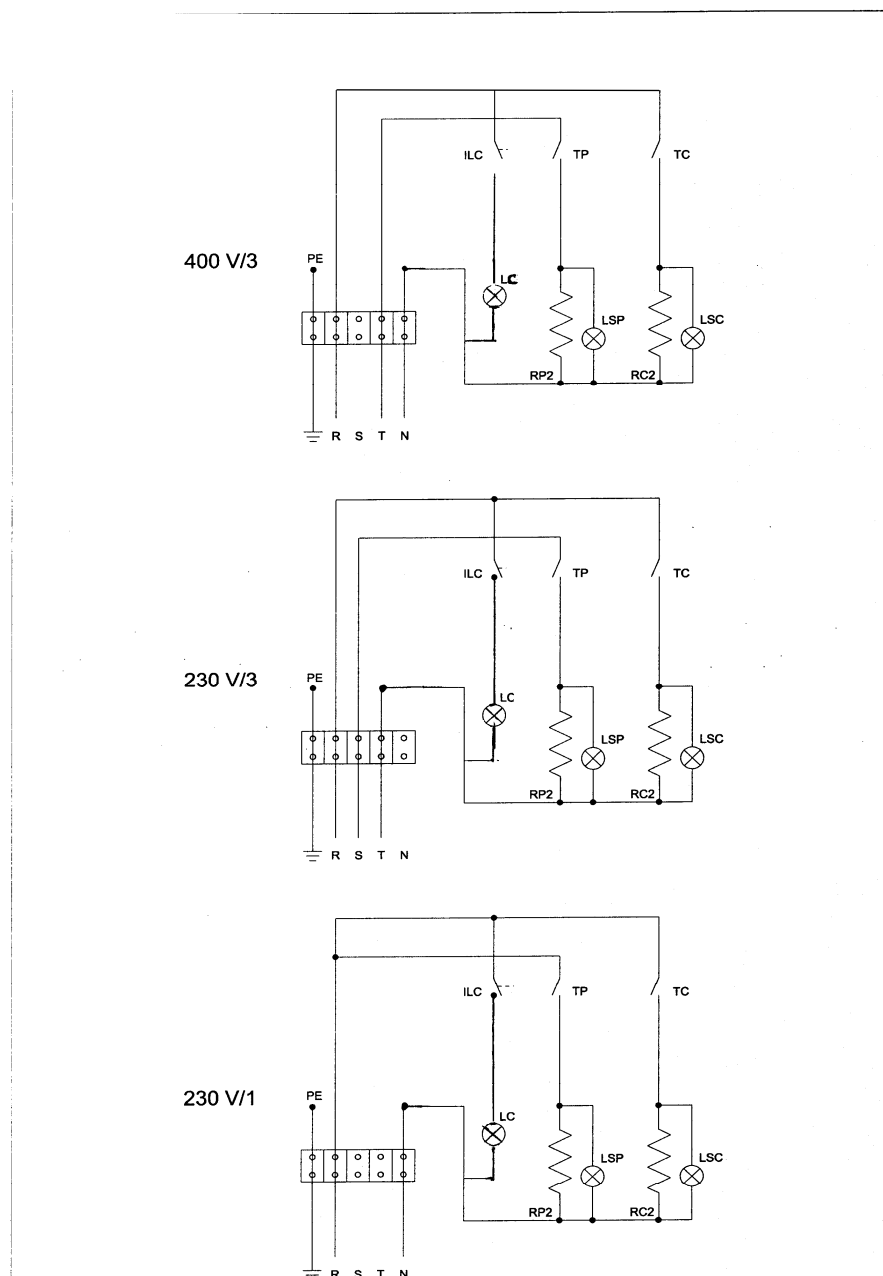 ILC TP TC
400 V/3 PE LC
LSP LSC
RP2 RC2
R S T N
ILC TP TC
230 V/3 PE LC
LSP LSC
RP2 RC2
R S T N
ILC TP TC
230 V/1 PE LC
LSP LSC
RP2 RC2
R S T N